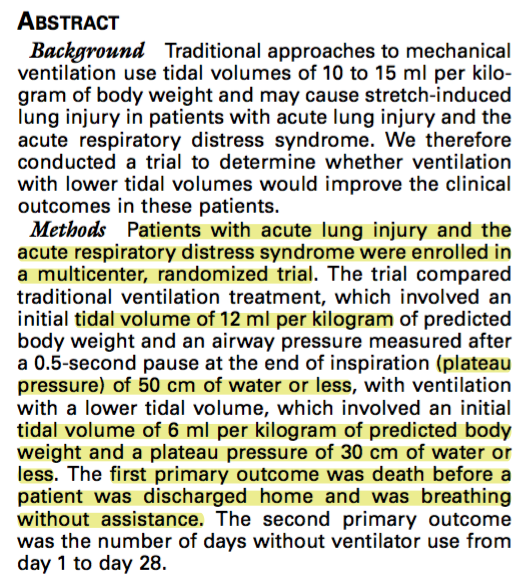 ABSTRACT
Background Traditional approaches to mechanical
ventilation use tidal volumes of 10 to 15 ml per kilo-
gram of body weight and may cause stretch-induced
lung injury in patients with acute lung injury and the
acute respiratory distress syndrome. We therefore
conducted a trial to determine whether ventilation
with lower tidal volumes would improve the clinical
outcomes in these patients.
Methods Patients with acute lung injury and the
acute respiratory distress syndrome were enrolled in
a multicenter, randomized trial. The trial compared
traditional ventilation treatment, which involved an
initial tidal volume of 12 ml per kilogram of predicted
body weight and an airway pressure measured after
a 0.5-second pause at the end of inspiration (plateau
pressure) of 50 cm of water or less, with ventilation
with a lower tidal volume, which involved an initial
tidal volume of 6 ml per kilogram of predicted body
weight and a plateau pressure of 30 cm of water or
less. The first primary outcome was death before a
patient was discharged home and was breathing
without assistance. The second primary outcome
was the number of days without ventilator use from
day 1 to day 28.